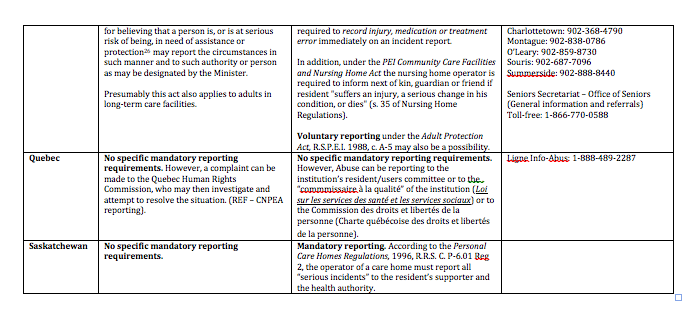 for believing that a person is, or is at serious
risk of being, in need of assistance or
protection26 may report the circumstances in
such manner and to such authority or person
as may be designated by the Minister.
Presumably this act also applies to adults in
long-term care facilities.
required to record injury, medication or treatment
error immediately on an incident report.
In addition, under the PEI Community Care Facilities
and Nursing Home Act the nursing home operator is
required to inform next of kin, guardian or friend if
resident "suffers an injury, a serious change in his
condition, or dies" (s. 35 of Nursing Home
Regulations).
Voluntary reporting under the Adult Protection
Act, R.S.P.E.I. 1988, c. A-5 may also be a possibility.
Charlottetown: 902-368-4790
Montague: 902-838-0786
O'Leary: 902-859-8730
Souris: 902-687-7096
Summerside: 902-888-8440
Seniors Secretariat – Office of Seniors
(General information and referrals)
Toll-free: 1-866-770-0588
Quebec
No specific mandatory reporting
requirements. However, a complaint can be
made to the Quebec Human Rights
Commission, who may then investigate and
attempt to resolve the situation. (REF – CNPEA
reporting).
No specific mandatory reporting requirements.
However, Abuse can be reporting to the
institution's resident/users committee or to the
"commissaire à la qualité" of the institution (Loi
sur les services des santé et les services sociaux) or to
the Commission des droits et libertés de la
personne (Charte québécoise des droits et libertés
de la personne).
Ligne Info-Abus: 1-888-489-2287
Saskatchewan
No specific mandatory reporting
requirements.
Mandatory reporting. According to the Personal
Care Homes Regulations, 1996, R.R.S. C. P-6.01 Reg
2, the operator of a care home must report all
"serious incidents" to the resident's supporter and
the health authority.